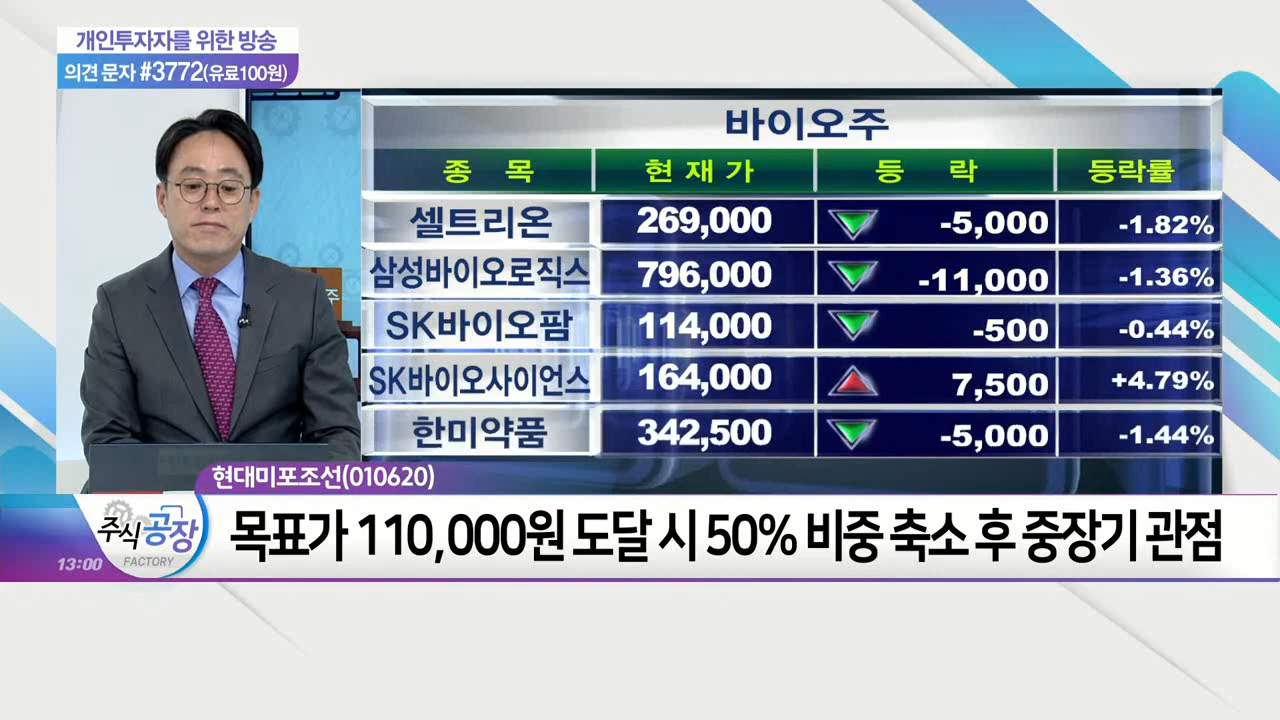 개인투자자를 위한 방송
의견 문자 #3772(유료100원)
바이오주
종 목 현 재 가 등 락 등락률
셀트리온 269,000 -5,000 -1.82%
삼성바이오로직스 796,000 -11,000 -1.36%
SK바이오팜 114,000 -500 -0.44%
SK바이오사이언스 164,000 7,500 +4.79%
한미약품 342,500 -5,000 -1.44%
주
현대미포조선(010620)
주식공장
FACTORY
13:00
목표가 110,000원 도달 시 50% 비중 축소 후 중장기 관점